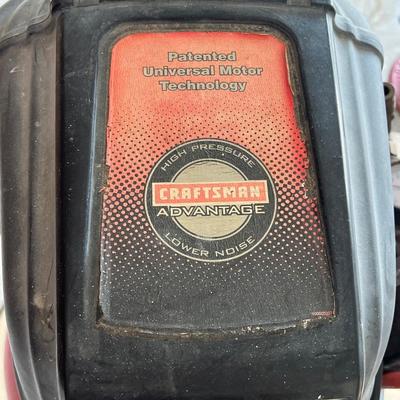 Patented
Universal Motor
Technology
HIGH PRESSURE
CRAFTSMAN
ADVANTAGE
LOWER NOISE